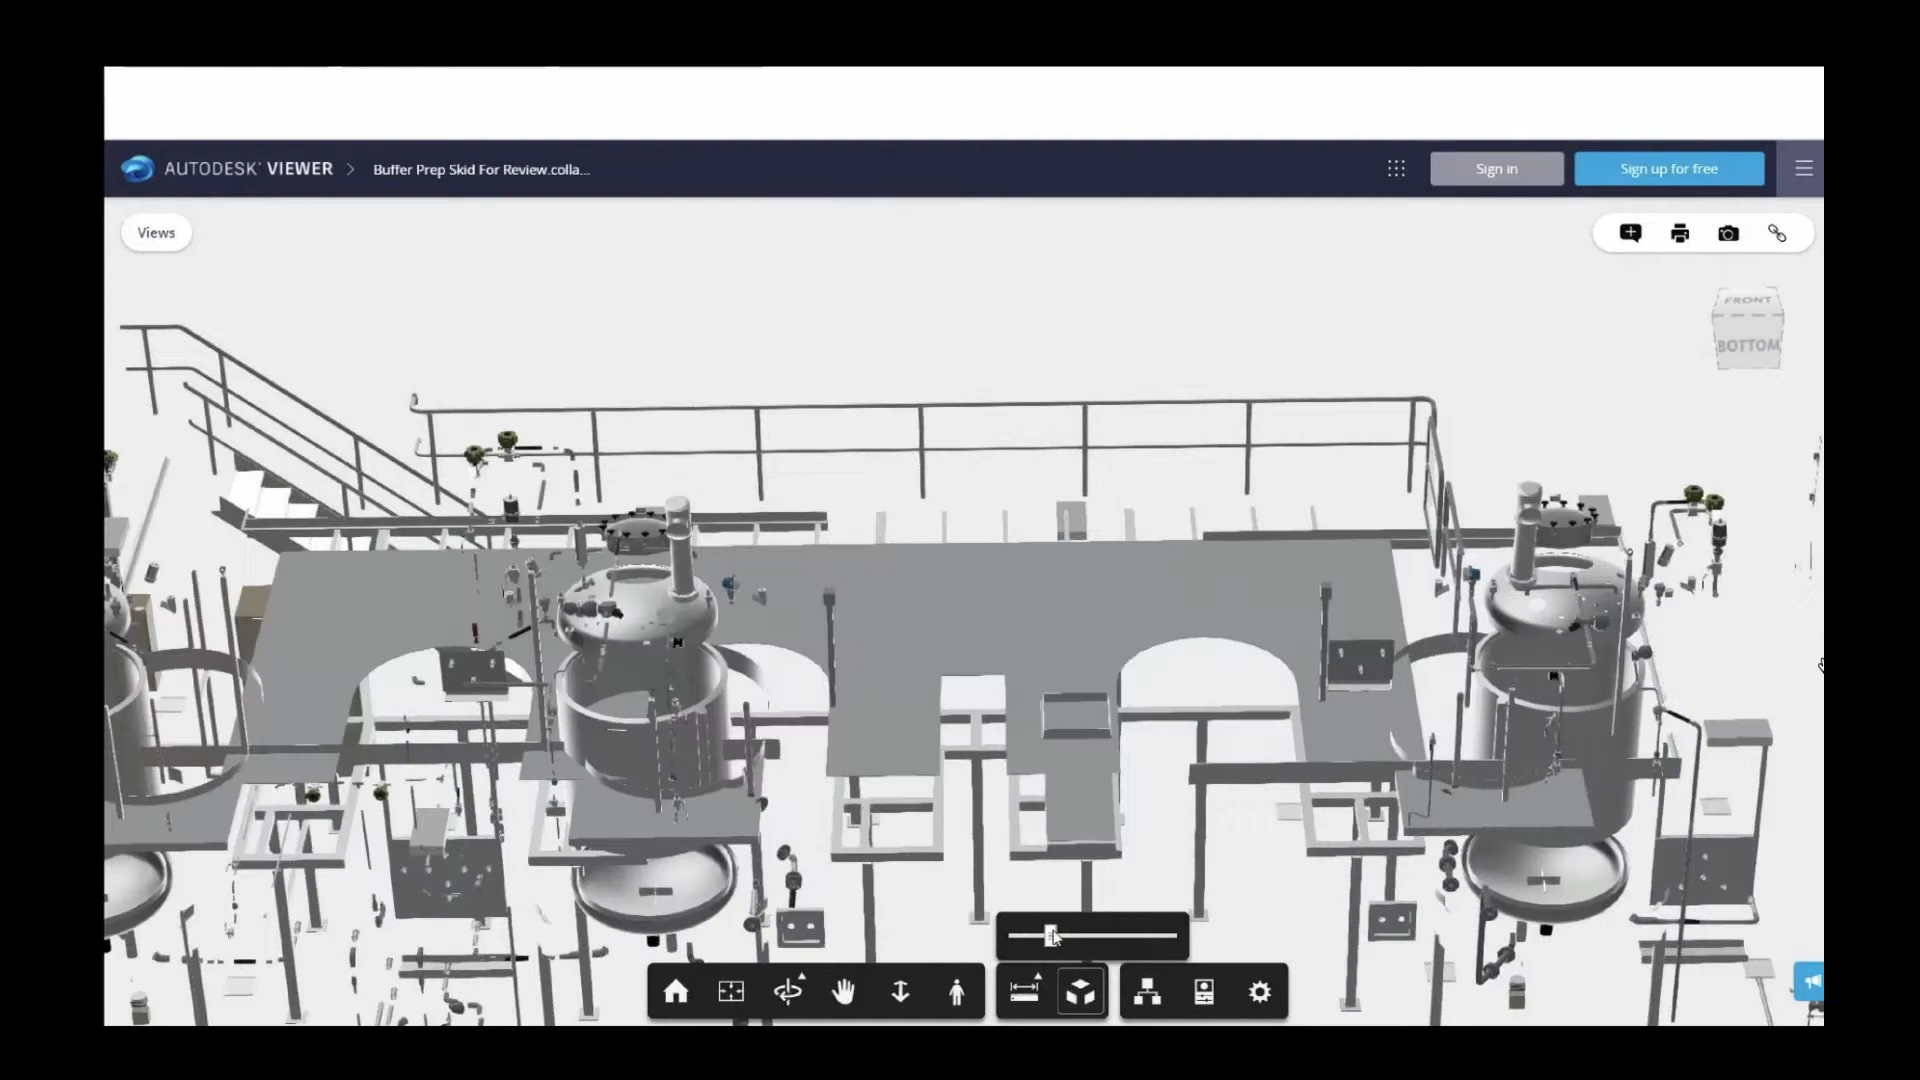 AUTODESK® VIEWER > Buffer Prep Skid For Review.colla...
Sign in
Sign up for free
Views
FRONT
BOTTOM